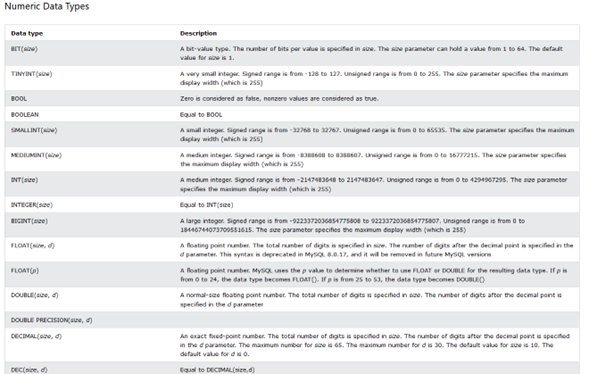 Numeric Data Types
Data type Description
BIT(size) A bit-value type. The number of bits per value is specified in size. The size parameter can hold a value from 1 to 64. The default
value for size is 1.
TINYINT(size) A very small integer. Signed range is from -128 to 127. Unsigned range is from 0 to 255. The size parameter specifies the maximum
display width (which is 255)
BOOL Zero is considered as false, nonzero values are considered as true.
BOOLEAN Equal to BOOL
SMALLINT(size) A small integer. Signed range is from -32768 to 32767. Unsigned range is from 0 to 65535. The size parameter specifies the maximum
display width (which is 255)
MEDIUMINT(size) A medium integer. Signed range is from -8388608 to 8388607. Unsigned range is from 0 to 16777215. The size parameter specifies
the maximum display width (which is 255)
INT(size) A medium integer. Signed range is from -2147483648 to 2147483647. Unsigned range is from 0 to 4294967295. The size parameter
specifies the maximum display width (which is 255)
INTEGER(size) Equal to INT(size)
BIGINT(size) A large integer. Signed range is from -9223372036854775808 to 9223372036854775807. Unsigned range is from 0 to
18446744073709551615. The size parameter specifies the maximum display width (which is 255)
FLOAT(size, d) A floating point number. The total number of digits is specified in size. The number of digits after the decimal point is specified in the
d parameter. This syntax is deprecated in MySQL 8.0.17, and it will be removed in future MySQL versions
FLOAT(p) A floating point number. MySQL uses the p value to determine whether to use FLOAT or DOUBLE for the resulting data type. If p is
from 0 to 24, the data type becomes FLOAT(). If p is from 25 to 53, the data type becomes DOUBLE()
DOUBLE(size, d) A normal-size floating point number. The total number of digits is specified in size. The number of digits after the decimal point is
specified in the d parameter
DOUBLE PRECISION(size, d)
DECIMAL(size, d) An exact fixed-point number. The total number of digits is specified in size. The number of digits after the decimal point is specified
in the d parameter. The maximum number for size is 65. The maximum number for d is 30. The default value for size is 10. The
default value for d is 0.
DEC(size, d) Equal to DECIMAL(size,d)